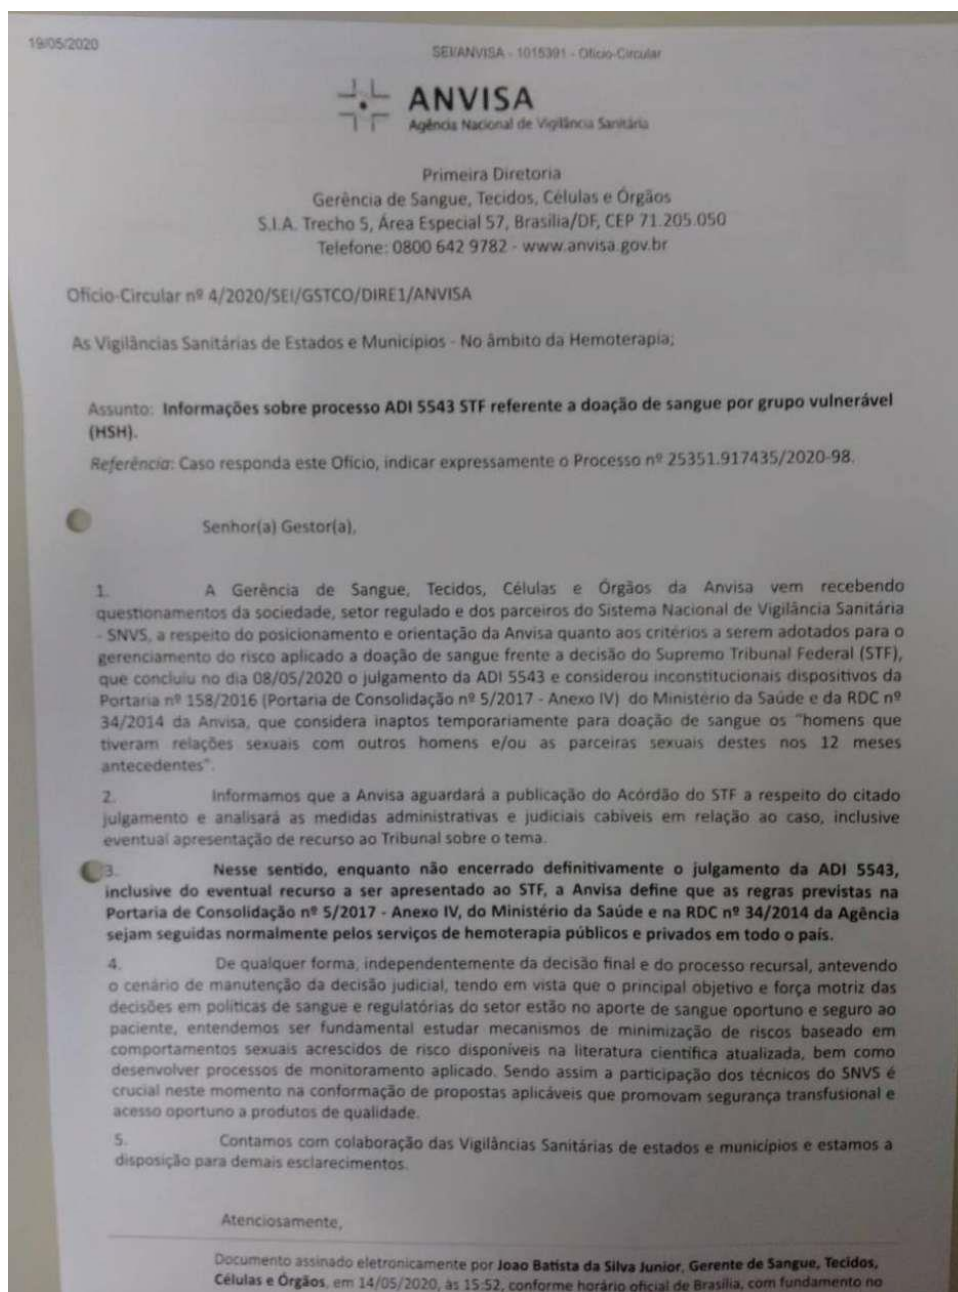 19/05/2020
SEI/ANVISA - 1015391 - Ofício-Circular
ANVISA
Agência Nacional de Vigilância Sanitária
Primeira Diretoria
Gerência de Sangue, Tecidos, Células e Órgãos
S.I.A. Trecho 5, Área Especial 57, Brasília/DF, CEP 71.205.050
Telefone: 0800 642 9782 - www.anvisa.gov.br
Ofício-Circular nº 4/2020/SEI/GSTCO/DIRE1/ANVISA
As Vigilâncias Sanitárias de Estados e Municípios - No âmbito da Hemoterapia;
Assunto: Informações sobre processo ADI 5543 STF referente a doação de sangue por grupo vulnerável
(HSH).
Referência: Caso responda este Ofício, indicar expressamente o Processo nº 25351.917435/2020-98.
Senhor(a) Gestor(a),
1. A Gerência de Sangue, Tecidos, Células e Órgãos da Anvisa vem recebendo
questionamentos da sociedade, setor regulado e dos parceiros do Sistema Nacional de Vigilância Sanitária
- SNVS, a respeito do posicionamento e orientação da Anvisa quanto aos critérios a serem adotados para o
gerenciamento do risco aplicado a doação de sangue frente a decisão do Supremo Tribunal Federal (STF),
que concluiu no dia 08/05/2020 o julgamento da ADI 5543 e considerou inconstitucionais dispositivos da
Portaria nº 158/2016 (Portaria de Consolidação nº 5/2017 - Anexo IV) do Ministério da Saúde e da RDC nº
34/2014 da Anvisa, que considera inaptos temporariamente para doação de sangue os "homens que
tiveram relações sexuais com outros homens e/ou as parceiras sexuais destes nos 12 meses
antecedentes".
2. Informamos que a Anvisa aguardará a publicação do Acórdão do STF a respeito do citado
julgamento e analisará as medidas administrativas e judiciais cabíveis em relação ao caso, inclusive
eventual apresentação de recurso ao Tribunal sobre o tema.
3. Nesse sentido, enquanto não encerrado definitivamente o julgamento da ADI 5543,
inclusive do eventual recurso a ser apresentado ao STF, a Anvisa define que as regras previstas na
Portaria de Consolidação nº 5/2017 - Anexo IV, do Ministério da Saúde e na RDC nº 34/2014 da Agência
sejam seguidas normalmente pelos serviços de hemoterapia públicos e privados em todo o país.
4. De qualquer forma, independentemente da decisão final e do processo recursal, antevendo
o cenário de manutenção da decisão judicial, tendo em vista que o principal objetivo e força motriz das
decisões em políticas de sangue e regulatórias do setor estão no aporte de sangue oportuno e seguro ao
paciente, entendemos ser fundamental estudar mecanismos de minimização de riscos baseado em
comportamentos sexuais acrescidos de risco disponíveis na literatura científica atualizada, bem como
desenvolver processos de monitoramento aplicado. Sendo assim a participação dos técnicos do SNVS é
crucial neste momento na conformação de propostas aplicáveis que promovam segurança transfusional e
acesso oportuno a produtos de qualidade.
5. Contamos com colaboração das Vigilâncias Sanitárias de estados e municípios e estamos a
disposição para demais esclarecimentos.
Atenciosamente,
Documento assinado eletronicamente por Joao Batista da Silva Junior, Gerente de Sangue, Tecidos,
Células e Órgãos, em 14/05/2020, às 15:52, conforme horário oficial de Brasília, com fundamento no